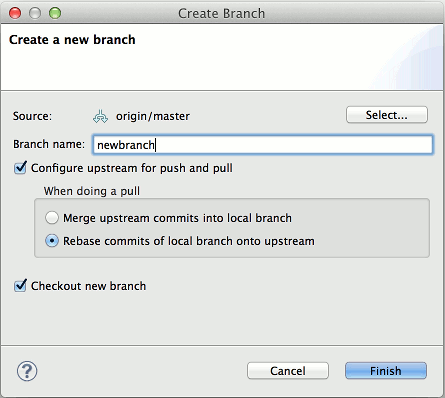 Create Branch
Create a new branch
Source: origin/master Select...
Branch name: newbranch
Configure upstream for push and pull
When doing a pull
Merge upstream commits into local branch
Rebase commits of local branch onto upstream
Checkout new branch
? Cancel Finish